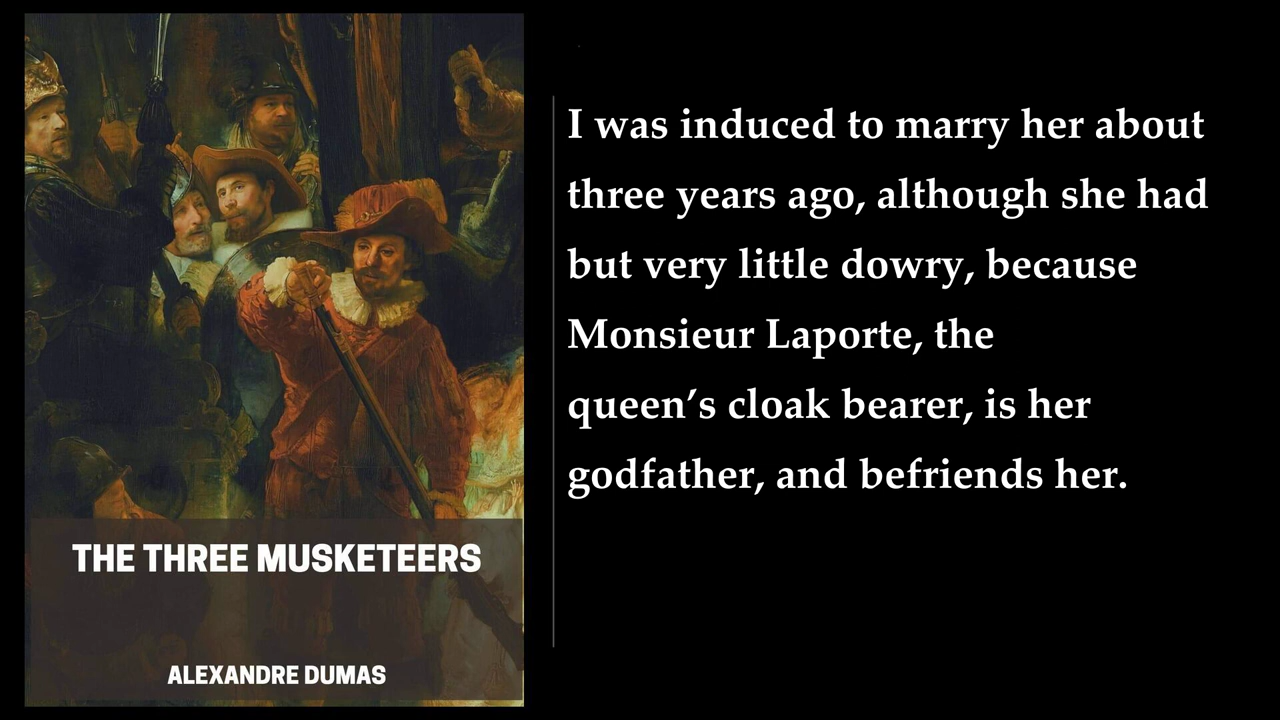 THE THREE MUSKETEERS
ALEXANDRE DUMAS
I was induced to marry her about
three years ago, although she had
but very little dowry, because
Monsieur Laporte, the
queen’s cloak bearer, is her
godfather, and befriends her.